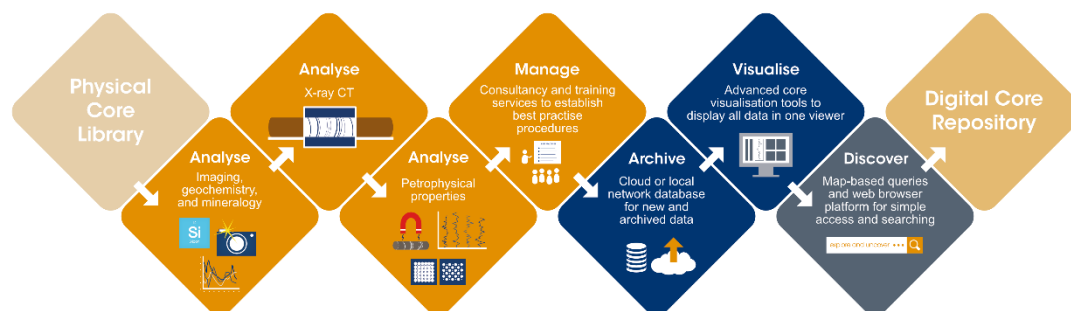 Physical Core
Library
Analyse
Imaging,
geochemistry,
and mineralogy
Si
Analyse
X-ray CT
Analyse
Petrophysical
properties
Manage
Consultancy and training
services to establish
best practise
procedures
Archive
Cloud or local
network database
for new and
archived data
Visualise
Advanced core
visualisation tools to
display all data in one viewer
Discover
Map-based queries
and web browser
platform for simple
access and searching
explore and uncover
Digital Core
Repository